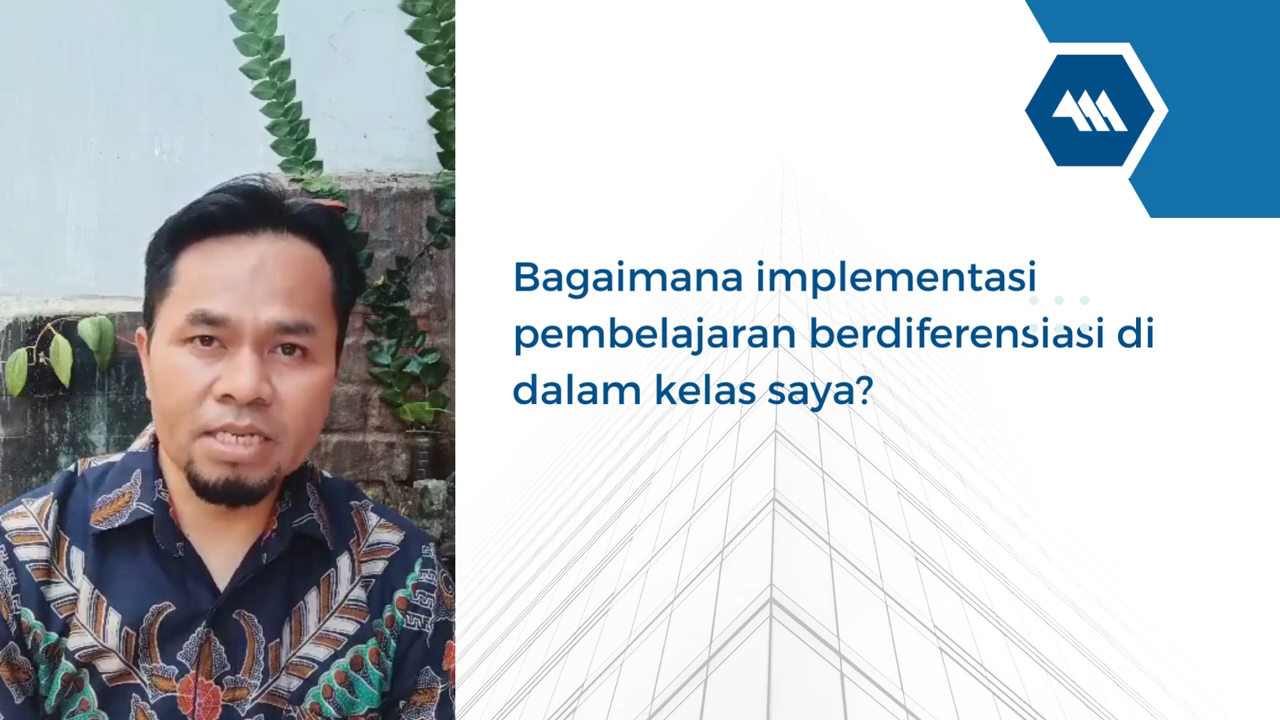 Bagaimana implementasi
pembelajaran berdiferensiasi di
dalam kelas saya?